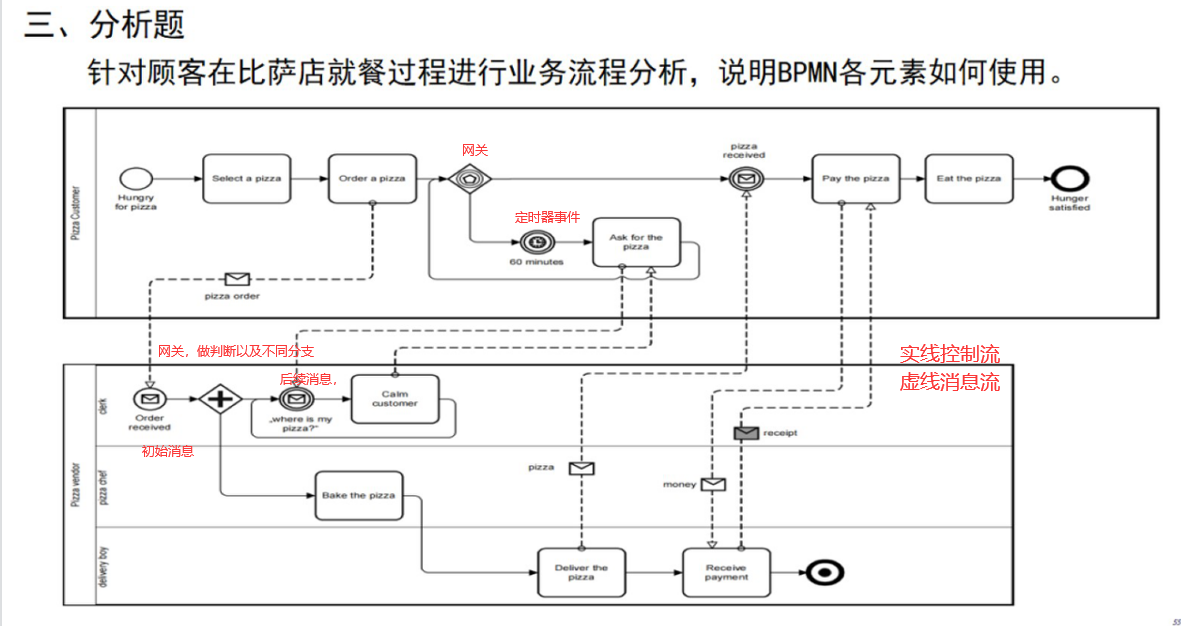 三、分析题
针对顾客在比萨店就餐过程进行业务流程分析，说明BPMN各元素如何使用。
Pizza Customer
Hungry
for pizza
Select a pizza
Order a pizza
网关
定时器事件
60 minutes
Ask for the
pizza
pizza
received
Pay the pizza
Eat the pizza
Hunger
satisfied
pizza order
网关，做判断以及不同分支
实线控制流
虚线消息流
Pizza vendor
clerk
Order
received
初始消息
后续消息，
„where is my
pizza?“
Calm
customer
receipt
pizza chef
Bake the pizza
pizza
money
delivery boy
Deliver the
pizza
Receive
payment
55